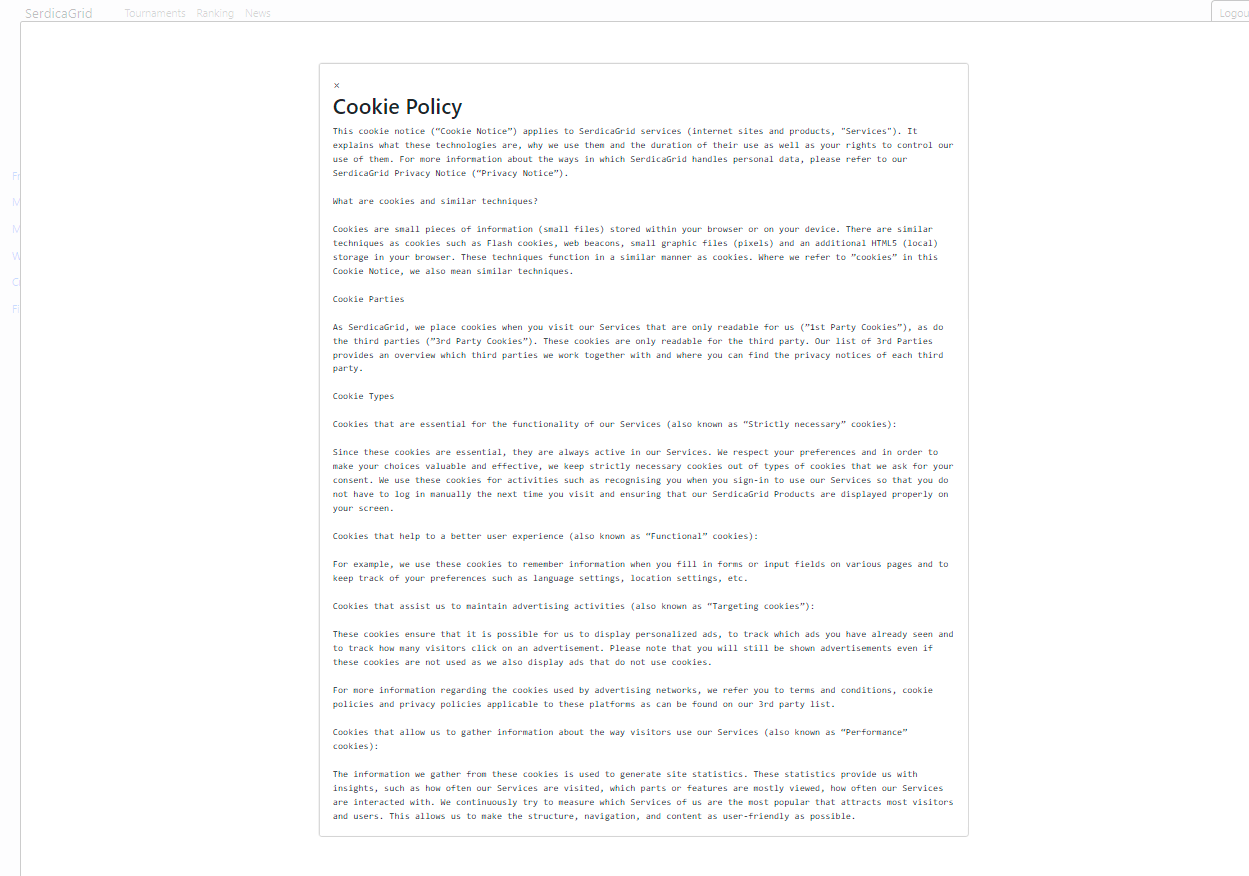 SerdicaGrid Tournaments Ranking News Logou
×
Cookie Policy
This cookie notice (“Cookie Notice”) applies to SerdicaGrid services (internet sites and products, “Services”). It
explains what these technologies are, why we use them and the duration of their use as well as your rights to control our
use of them. For more information about the ways in which SerdicaGrid handles personal data, please refer to our
SerdicaGrid Privacy Notice (“Privacy Notice”).
What are cookies and similar techniques?
Cookies are small pieces of information (small files) stored within your browser or on your device. There are similar
techniques as cookies such as Flash cookies, web beacons, small graphic files (pixels) and an additional HTML5 (local)
storage in your browser. These techniques function in a similar manner as cookies. Where we refer to ”cookies” in this
Cookie Notice, we also mean similar techniques.
Cookie Parties
As SerdicaGrid, we place cookies when you visit our Services that are only readable for us (”1st Party Cookies”), as do
the third parties (”3rd Party Cookies”). These cookies are only readable for the third party. Our list of 3rd Parties
provides an overview which third parties we work together with and where you can find the privacy notices of each third
party.
Cookie Types
Cookies that are essential for the functionality of our Services (also known as “Strictly necessary” cookies):
Since these cookies are essential, they are always active in our Services. We respect your preferences and in order to
make your choices valuable and effective, we keep strictly necessary cookies out of types of cookies that we ask for your
consent. We use these cookies for activities such as recognising you when you sign-in to use our Services so that you do
not have to log in manually the next time you visit and ensuring that our SerdicaGrid Products are displayed properly on
your screen.
Cookies that help to a better user experience (also known as “Functional” cookies):
For example, we use these cookies to remember information when you fill in forms or input fields on various pages and to
keep track of your preferences such as language settings, location settings, etc.
Cookies that assist us to maintain advertising activities (also known as “Targeting cookies”):
These cookies ensure that it is possible for us to display personalized ads, to track which ads you have already seen and
to track how many visitors click on an advertisement. Please note that you will still be shown advertisements even if
these cookies are not used as we also display ads that do not use cookies.
For more information regarding the cookies used by advertising networks, we refer you to terms and conditions, cookie
policies and privacy policies applicable to these platforms as can be found on our 3rd party list.
Cookies that allow us to gather information about the way visitors use our Services (also known as “Performance”
cookies):
The information we gather from these cookies is used to generate site statistics. These statistics provide us with
insights, such as how often our Services are visited, which parts or features are mostly viewed, how often our Services
are interacted with. We continuously try to measure which Services of us are the most popular that attracts most visitors
and users. This allows us to make the structure, navigation, and content as user-friendly as possible.